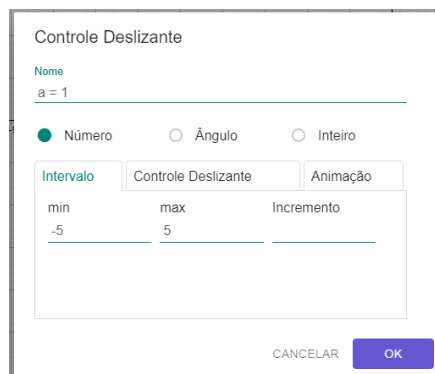 Controle Deslizante
Nome
a = 1
Número Ângulo Inteiro
Intervalo Controle Deslizante Animação
min max Incremento
-5 5
CANCELAR OK